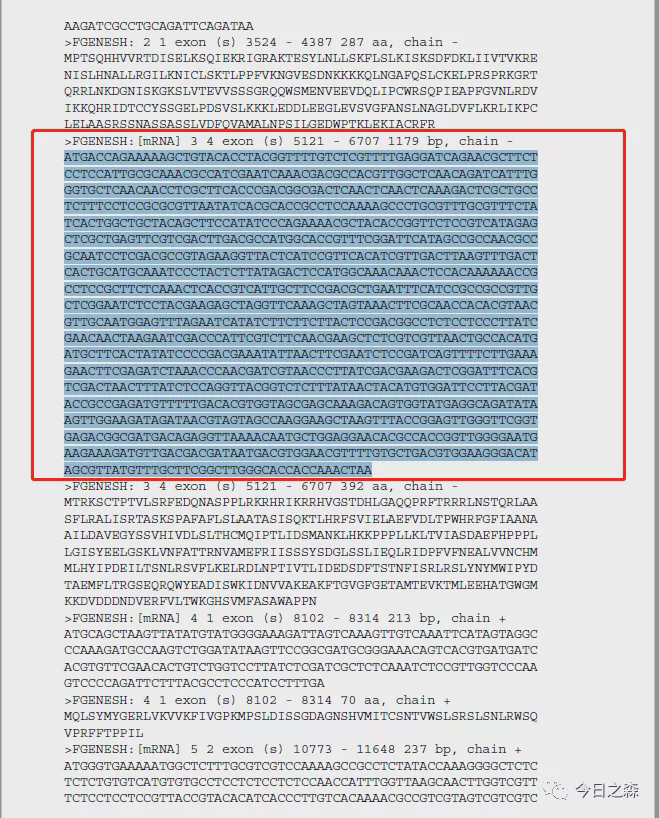 AAGATCGCCTGCAGATTCAGATAA
>FGENESH: 2 1 exon (s) 3524 - 4387 287 aa, chain -
MPTSQHHVVRTDISELKSQIEKRIGRAKTESYLNLLSKFLSLKISKSDFDKLIIVTVKRE
NISLHNALLRGILKNICLSKTLPPFVKNGVESDNKKKKQLNGAFQSLCKELPRSPRKGRT
QRRLNKDGNISKGKSLVTEVVSSSGRQQWSMENVEEVDQLIPCWRSQPIEAPFGVNLRDV
IKKQHRIDTCCYSSGELPDSVSLKKKLEDDLEEGLEVSVGFANSLNAGLDVFLKRLIKPC
LELAASRSSNASSASSLVDFQVAMALNPSILGEDWPTKLEKIACRFR
>FGENESH:[mRNA] 3 4 exon (s) 5121 - 6707 1179 bp, chain -
ATGACCAGAAAAAGCTGTACACCTACGGTTTTGTCTCGTTTTGAGGATCAGAACGCTTCT
CCTCCATTGCGCAAACGCCATCGAATCAAACGACGCCACGTTGGCTCAACAGATCATTTG
GGTGCTCAACAACCTCGCTTCACCCGACGGCGACTCAACTCAACTCAAAGACTCGCTGCC
TCTTTCCTCCGCGCGTTAATATCACGCACCGCCTCCAAAAGCCCTGCGTTTGCGTTTCTA
TCACTGGCTGCTACAGCTTCCATATCCCAGAAAACGCTACACCGGTTCTCCGTCATAGAG
CTCGCTGAGTTCGTCGACTTGACGCCATGGCACCGTTTCGGATTCATAGCCGCCAACGCC
GCAATCCTCGACGCCGTAGAAGGTTACTCATCCGTTCACATCGTTGACTTAAGTTTGACT
CACTGCATGCAAATCCCTACTCTTATAGACTCCATGGCAAACAAACTCCACAAAAAACCG
CCTCCGCTTCTCAAACTCACCGTCATTGCTTCCGACGCTGAATTTCATCCGCCGCCGTTG
CTCGGAATCTCCTACGAAGAGCTAGGTTCAAAGCTAGTAAACTTCGCAACCACACGTAAC
GTTGCAATGGAGTTTAGAATCATATCTTCTTCTTACTCCGACGGCCTCTCCTCCCTTATC
GAACAACTAAGAATCGACCCATTCGTCTTCAACGAAGCTCTCGTCGTTAACTGCCACATG
ATGCTTCACTATATCCCCGACGAAATATTAACTTCGAATCTCCGATCAGTTTTCTTGAAA
GAACTTCGAGATCTAAACCCAACGATCGTAACCCTTATCGACGAAGACTCGGATTTCACG
TCGACTAACTTTATCTCCAGGTTACGGTCTCTTTATAACTACATGTGGATTCCTTACGAT
ACCGCCGAGATGTTTTTGACACGTGGTAGCGAGCAAAGACAGTGGTATGAGGCAGATATA
AGTTGGAAGATAGATAACGTAGTAGCCAAGGAAGCTAAGTTTACCGGAGTTGGGTTCGGT
GAGACGGCGATGACAGAGGTTAAAACAATGCTGGAGGAACACGCCACCGGTTGGGGAATG
AAGAAAGATGTTGACGACGATAATGACGTGGAACGTTTTGTGCTGACGTGGAAGGGACAT
AGCGTTATGTTTGCTTCGGCTTGGGCACCACCAAACTAA
>FGENESH: 3 4 exon (s) 5121 - 6707 392 aa, chain -
MTRKSCTPTVLSRFEDQNASPPLRKRHRIKRRHVGSTDHLGAQQPRFTRRRLNSTQRLAA
SFLRALISRTASKSPAFAFLSLAATASISQKTLHRFSVIELAEFVDLTPWHRFGFIAANA
AILDAVEGYSSVHIVDLSLTHCMQIPTLIDSMANKLHKKPPPLLKLTVIASDAEFHPPPL
LGISYEELGSKLVNFATTRNVAMEFRIISSSYSDGLSSLIEQLRIDPFVFNEALVVNCHM
MLHYIPDEILTSNLRSVFLKELRDLNPTIVTLIDEDSDFTSTNFISRLRSLYNYMWIPYD
TAEMFLTRGSEQRQWYEADISWKIDNVVAKEAKFTGVGFGETAMTEVKTMLEEHATGWGM
KKDVDDDNDVERFVLTWKGHSVMFASAWAPPN
>FGENESH:[mRNA] 4 1 exon (s) 8102 - 8314 213 bp, chain +
ATGCAGCTAAGTTATATGTATGGGGAAAGATTAGTCAAAGTTGTCAAATTCATAGTAGGC
CCAAAGATGCCAAGTCTGGATATAAGTTCCGGCGATGCGGGAAACAGTCACGTGATGATC
ACGTGTTCGAACACTGTCTGGTCCTTATCTCGATCGCTCTCAAATCTCCGTTGGTCCCAA
GTCCCCAGATTCTTTACGCCTCCCATCCTTTGA
>FGENESH: 4 1 exon (s) 8102 - 8314 70 aa, chain +
MQLSYMYGERLVKVVKFIVGPKMPSLDISSGDAGNSHVMITCSNTVWSLSRSLSNLRWSQ
VPRFFTPPIL
>FGENESH:[mRNA] 5 2 exon (s) 10773 - 11648 237 bp, chain +
ATGGGTGAAAAATGGCTCTTTGCGTCGTCCAAAAGCCGCCTCTATACCAAAGGGGCTCTC
TCTCTGTGTCATGTGTGCCTCCTCTCCTCTCCAACCATTTGGTTAAGCAACTTGGTCGTT
TCTCCTCCTCCGTTACCGTACACATCACCCTTGTCACAAAACGCCGTCGTAGTCGTCGTC
今日之森